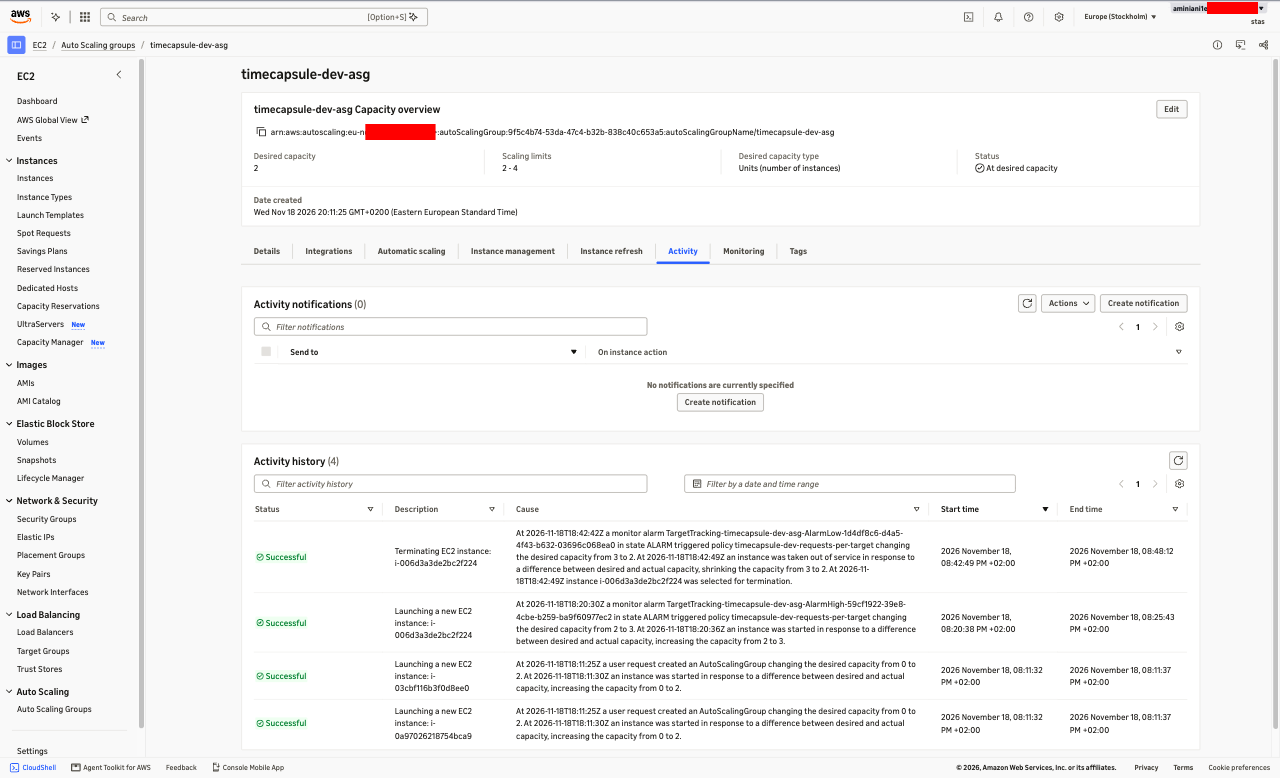 aws
Search
[Option+S]
Europe (Stockholm)
aminiani1e
stas
EC2 / Auto Scaling groups / timecapsule-dev-asg
EC2
Dashboard
AWS Global View
Events
Instances
Instances
Instance Types
Launch Templates
Spot Requests
Savings Plans
Reserved Instances
Dedicated Hosts
Capacity Reservations
UltraServers New
Capacity Manager New
Images
AMIs
AMI Catalog
Elastic Block Store
Volumes
Snapshots
Lifecycle Manager
Network & Security
Security Groups
Elastic IPs
Placement Groups
Key Pairs
Network Interfaces
Load Balancing
Load Balancers
Target Groups
Trust Stores
Auto Scaling
Auto Scaling Groups
Settings
timecapsule-dev-asg
timecapsule-dev-asg Capacity overview
Edit
arn:aws:autoscaling:eu-n :autoScalingGroup:9f5c4b74-53da-47c4-b32b-838c40c653a5:autoScalingGroupName/timecapsule-dev-asg
Desired capacity
2
Scaling limits
2 - 4
Desired capacity type
Units (number of instances)
Status
At desired capacity
Date created
Wed Nov 18 2026 20:11:25 GMT+0200 (Eastern European Standard Time)
Details
Integrations
Automatic scaling
Instance management
Instance refresh
Activity
Monitoring
Tags
Activity notifications (0)
Actions
Create notification
Filter notifications
1
Send to
On instance action
No notifications are currently specified
Create notification
Activity history (4)
Filter activity history
Filter by a date and time range
1
Status
Description
Cause
Start time
End time
Successful
Terminating EC2 instance:
i-006d3a3de2bc2f224
At 2026-11-18T18:42:42Z a monitor alarm TargetTracking-timecapsule-dev-asg-AlarmLow-1d4df8c6-d4a5-
4f43-b632-03696c068ea0 in state ALARM triggered policy timecapsule-dev-requests-per-target changing
the desired capacity from 3 to 2. At 2026-11-18T18:42:49Z an instance was taken out of service in response to
a difference between desired and actual capacity, shrinking the capacity from 3 to 2. At 2026-11-
18T18:42:49Z instance i-006d3a3de2bc2f224 was selected for termination.
2026 November 18,
08:42:49 PM +02:00
2026 November 18, 08:48:12
PM +02:00
Successful
Launching a new EC2
instance: i-
006d3a3de2bc2f224
At 2026-11-18T18:20:30Z a monitor alarm TargetTracking-timecapsule-dev-asg-AlarmHigh-59cf1922-39e8-
4cbe-b259-ba9f60977ec2 in state ALARM triggered policy timecapsule-dev-requests-per-target changing
the desired capacity from 2 to 3. At 2026-11-18T18:20:36Z an instance was started in response to a difference
between desired and actual capacity, increasing the capacity from 2 to 3.
2026 November 18,
08:20:38 PM +02:00
2026 November 18, 08:25:43
PM +02:00
Successful
Launching a new EC2
instance: i-
03cbf116b3f0d8ee0
At 2026-11-18T18:11:25Z a user request created an AutoScalingGroup changing the desired capacity from 0 to
2. At 2026-11-18T18:11:30Z an instance was started in response to a difference between desired and actual
capacity, increasing the capacity from 0 to 2.
2026 November 18, 08:11:32
PM +02:00
2026 November 18, 08:11:37
PM +02:00
Successful
Launching a new EC2
instance: i-
0a97026218754bca9
At 2026-11-18T18:11:25Z a user request created an AutoScalingGroup changing the desired capacity from 0 to
2. At 2026-11-18T18:11:30Z an instance was started in response to a difference between desired and actual
capacity, increasing the capacity from 0 to 2.
2026 November 18, 08:11:32
PM +02:00
2026 November 18, 08:11:37
PM +02:00
CloudShell
Agent Toolkit for AWS
Feedback
Console Mobile App
© 2026, Amazon Web Services, Inc. or its affiliates.
Privacy
Terms
Cookie preferences